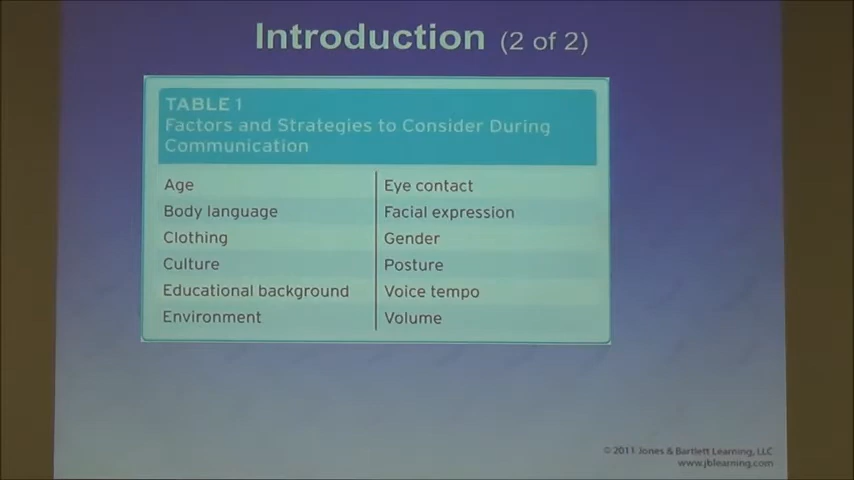 Introduction (2 of 2)
TABLE 1
Factors and Strategies to Consider During
Communication
Age
Body language
Clothing
Culture
Educational background
Environment
Eye contact
Facial expression
Gender
Posture
Voice tempo
Volume
© 2011 Jones & Bartlett Learning, LLC
www.jblearning.com